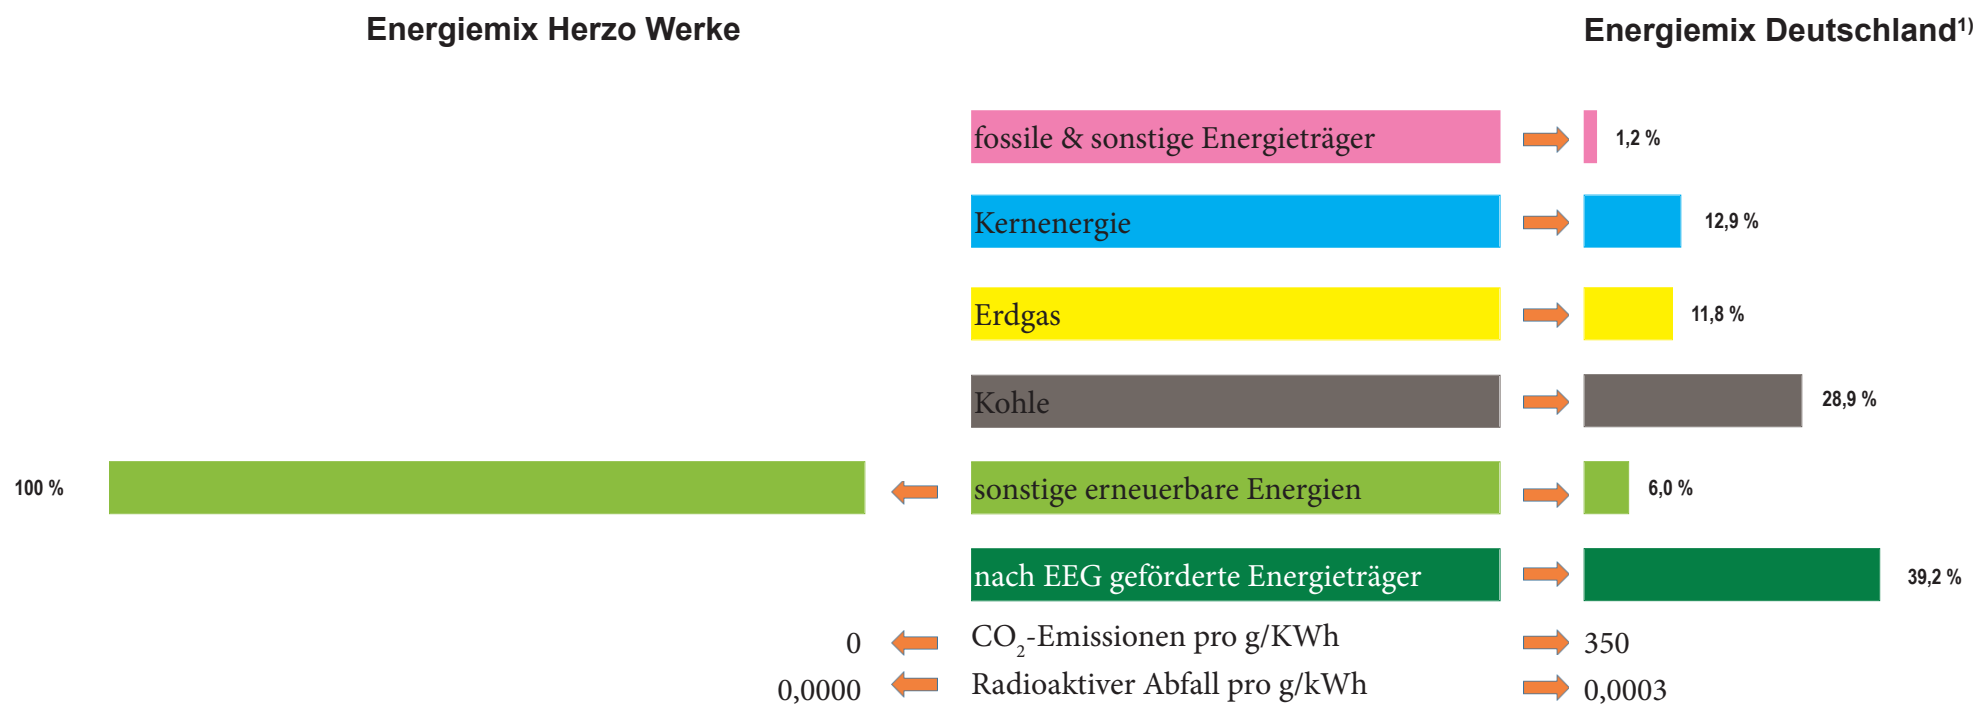 Energiemix Herzo Werke
Energiemix Deutschland1)
fossile & sonstige Energieträger
1,2 %
Kernenergie
12,9 %
Erdgas
11,8 %
Kohle
28,9 %
100 %
sonstige erneuerbare Energien
6,0 %
nach EEG geförderte Energieträger
39,2 %
0
CO2-Emissionen pro g/KWh
350
0,0000
Radioaktiver Abfall pro g/kWh
0,0003